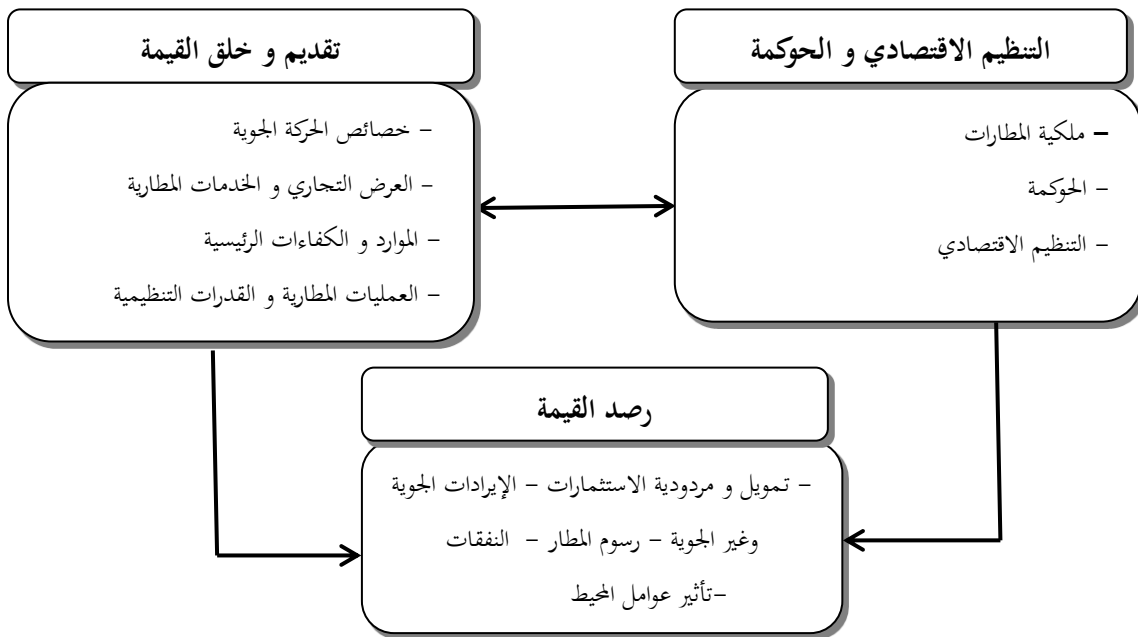 التنظيم الاقتصادي و الحوكمة
– ملكية المطارات
– الحوكمة
– التنظيم الاقتصادي
تقديم و خلق القيمة
– خصائص الحركة الجوية
– العرض التجاري و الخدمات المطارية
– الموارد و الكفاءات الرئيسية
– العمليات المطارية و القدرات التنظيمية
رصد القيمة
– تمويل و مردودية الاستثمارات – الإيرادات الجوية
وغير الجوية – رسوم المطار – النفقات
–تأثير عوامل المحيط